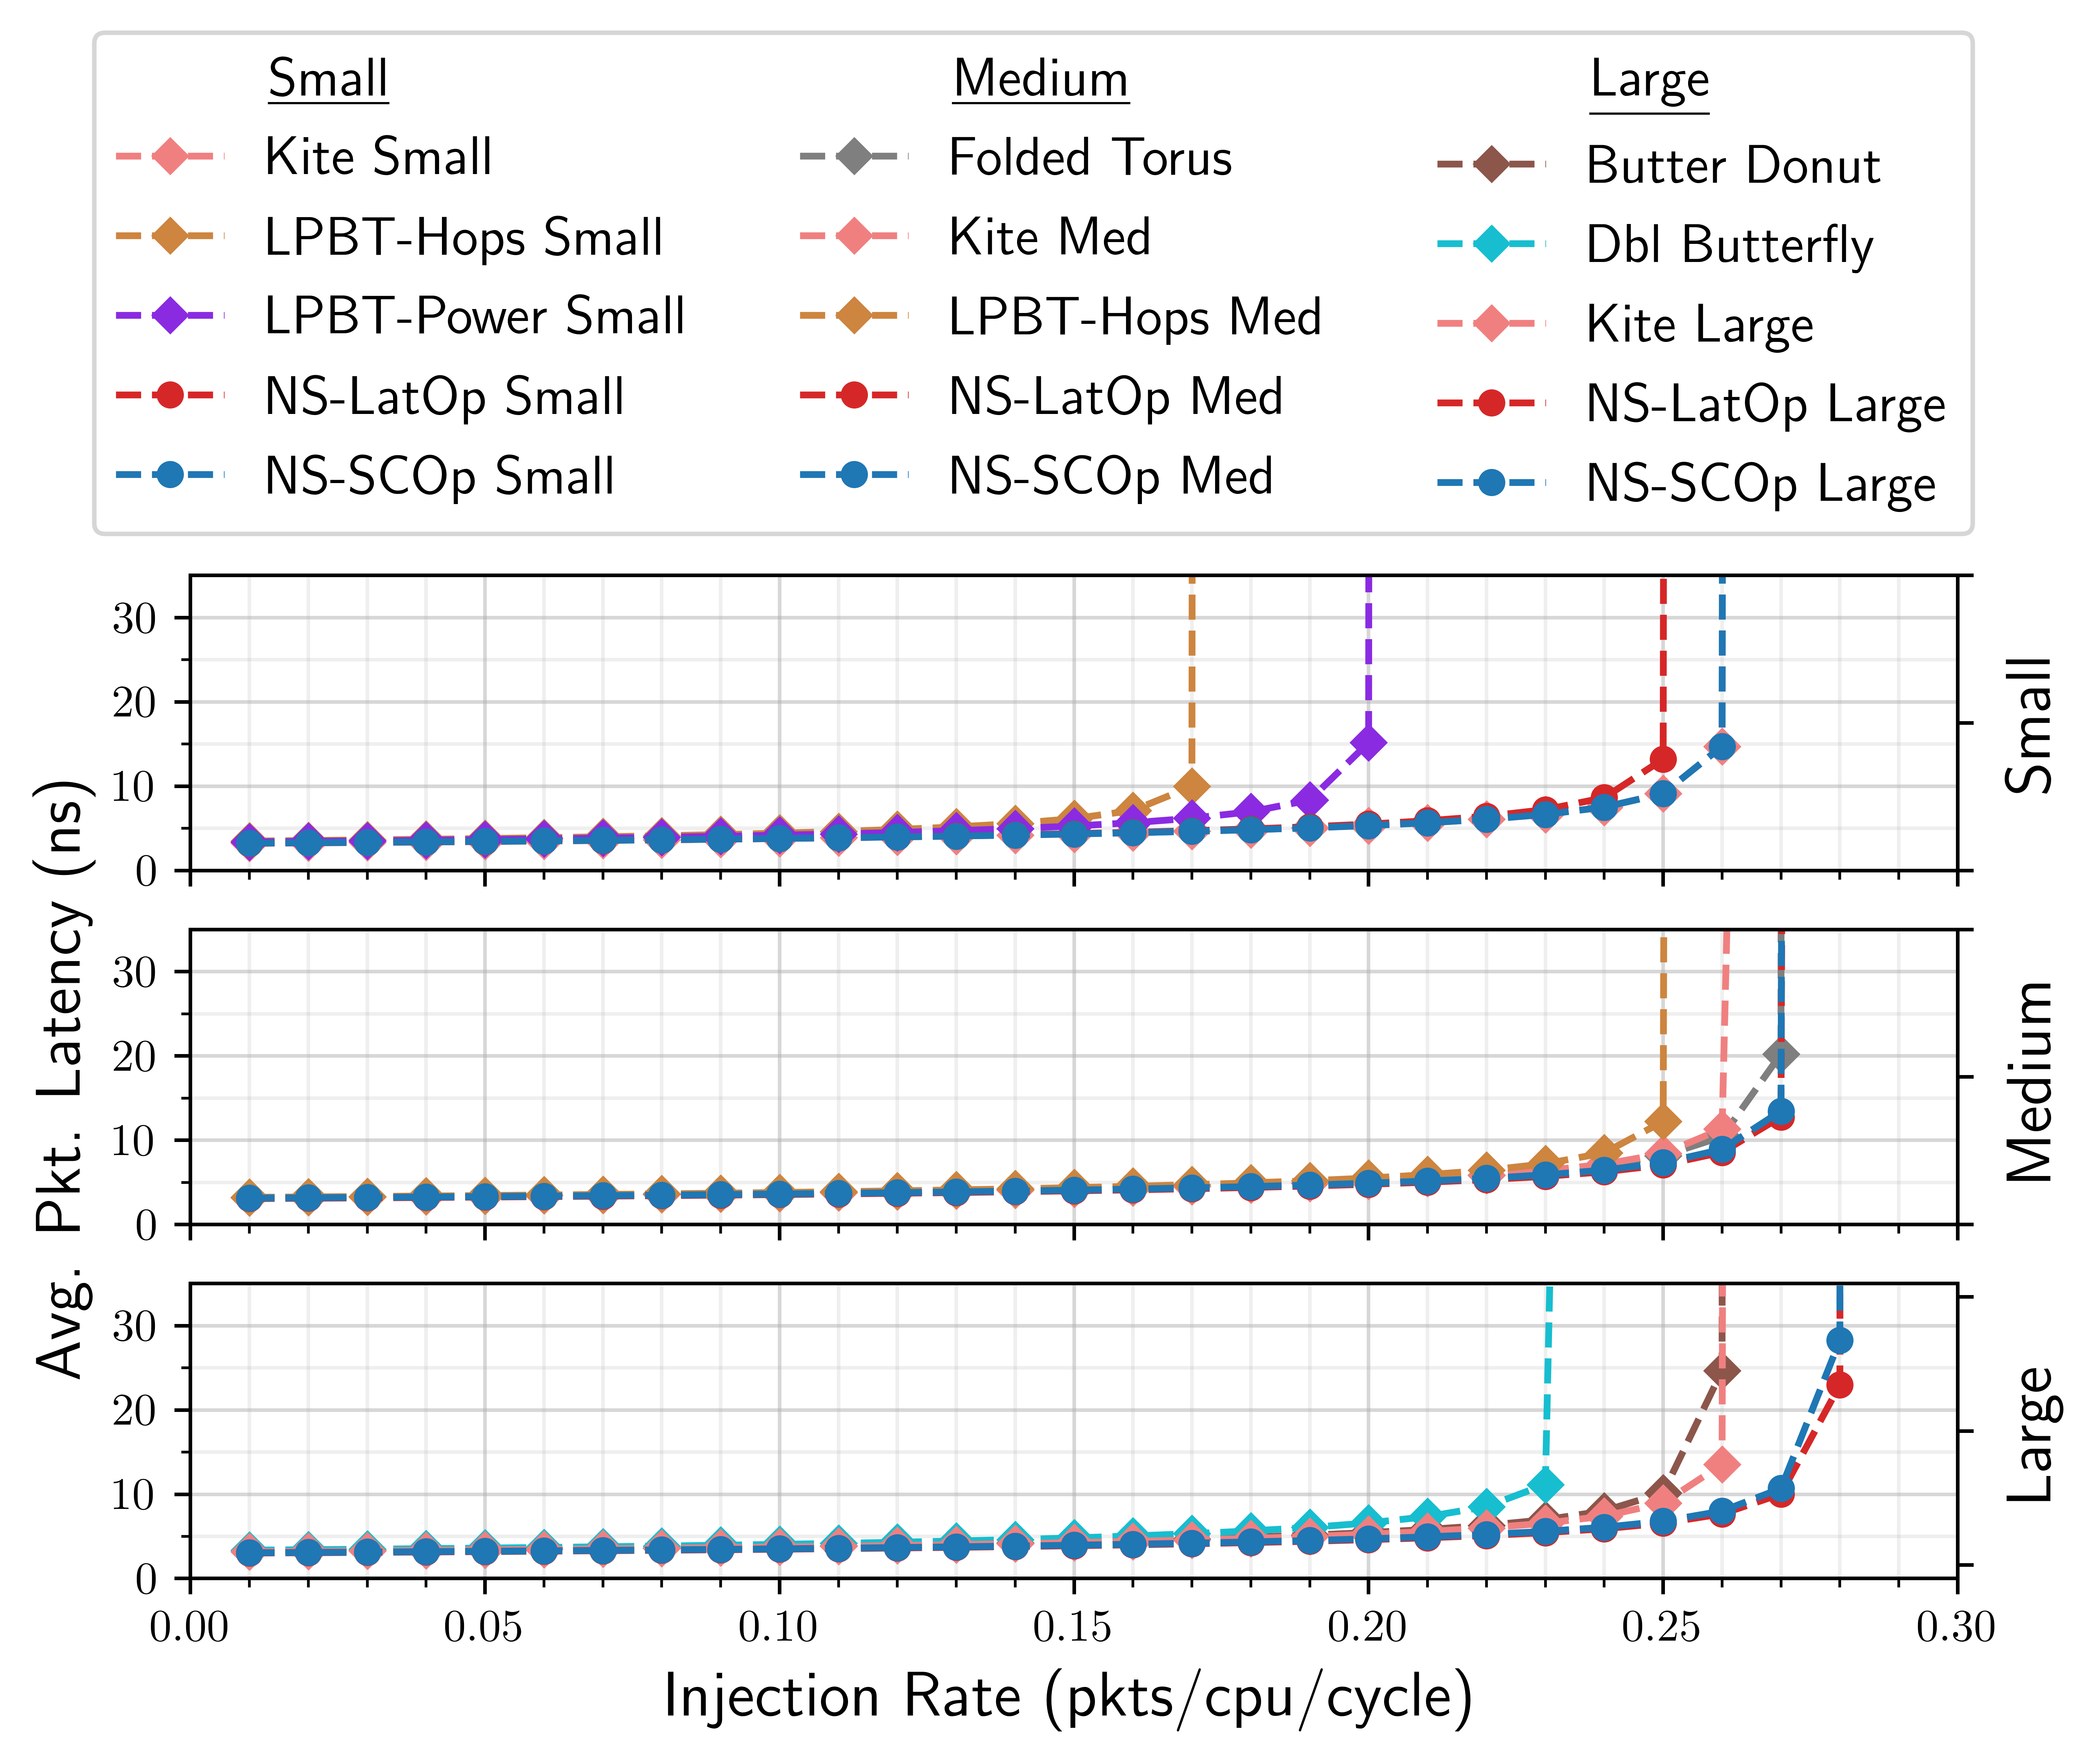 Small
Kite Small
LPBT-Hops Small
LPBT-Power Small
NS-LatOp Small
NS-SCOp Small
Medium
Folded Torus
Kite Med
LPBT-Hops Med
NS-LatOp Med
NS-SCOp Med
Large
Butter Donut
Dbl Butterfly
Kite Large
NS-LatOp Large
NS-SCOp Large
Avg. Pkt. Latency (ns)
30
20
10
0
Small
30
20
10
0
Medium
30
20
10
0
Large
0.00 0.05 0.10 0.15 0.20 0.25 0.30
Injection Rate (pkts/cpu/cycle)